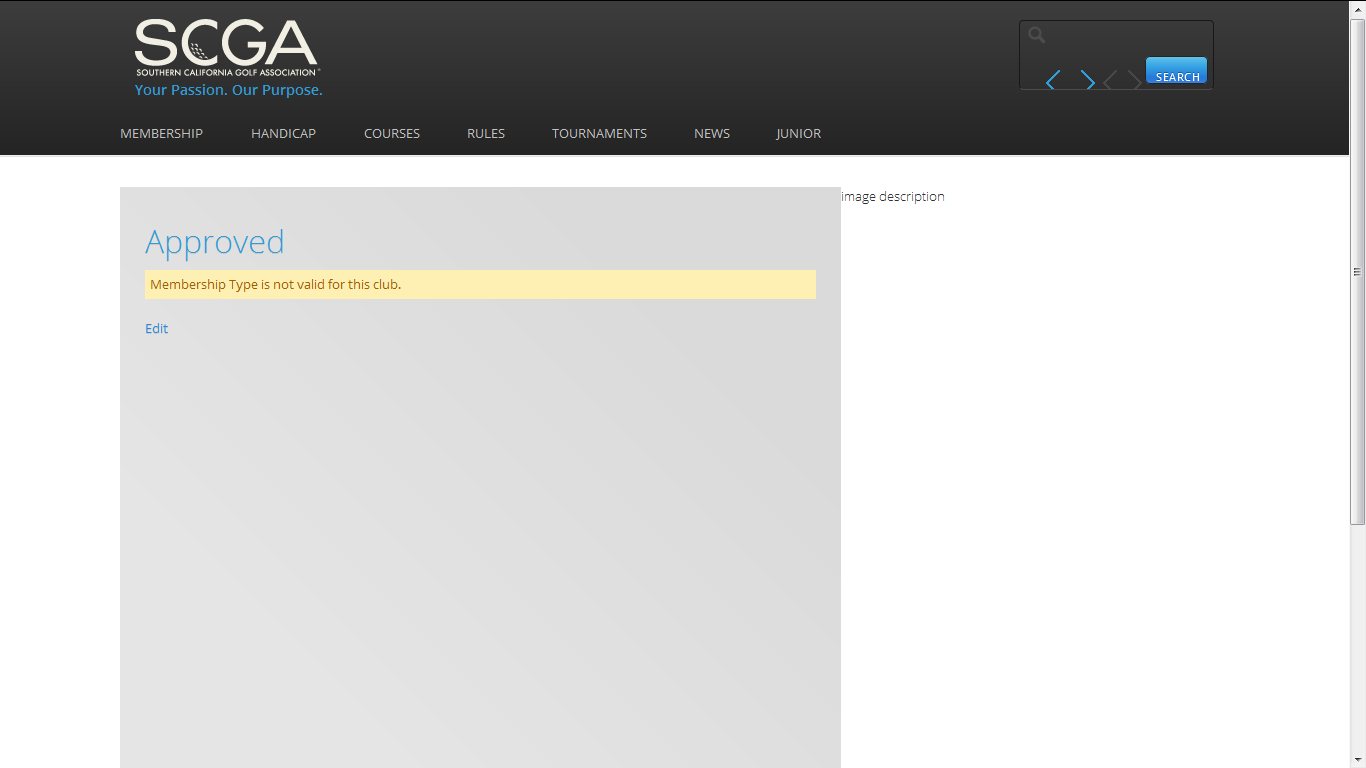 SCGA
SOUTHERN CALIFORNIA GOLF ASSOCIATION
Your Passion. Our Purpose.
SEARCH
MEMBERSHIP HANDICAP COURSES RULES TOURNAMENTS NEWS JUNIOR
image description
Approved
Membership Type is not valid for this club.
Edit